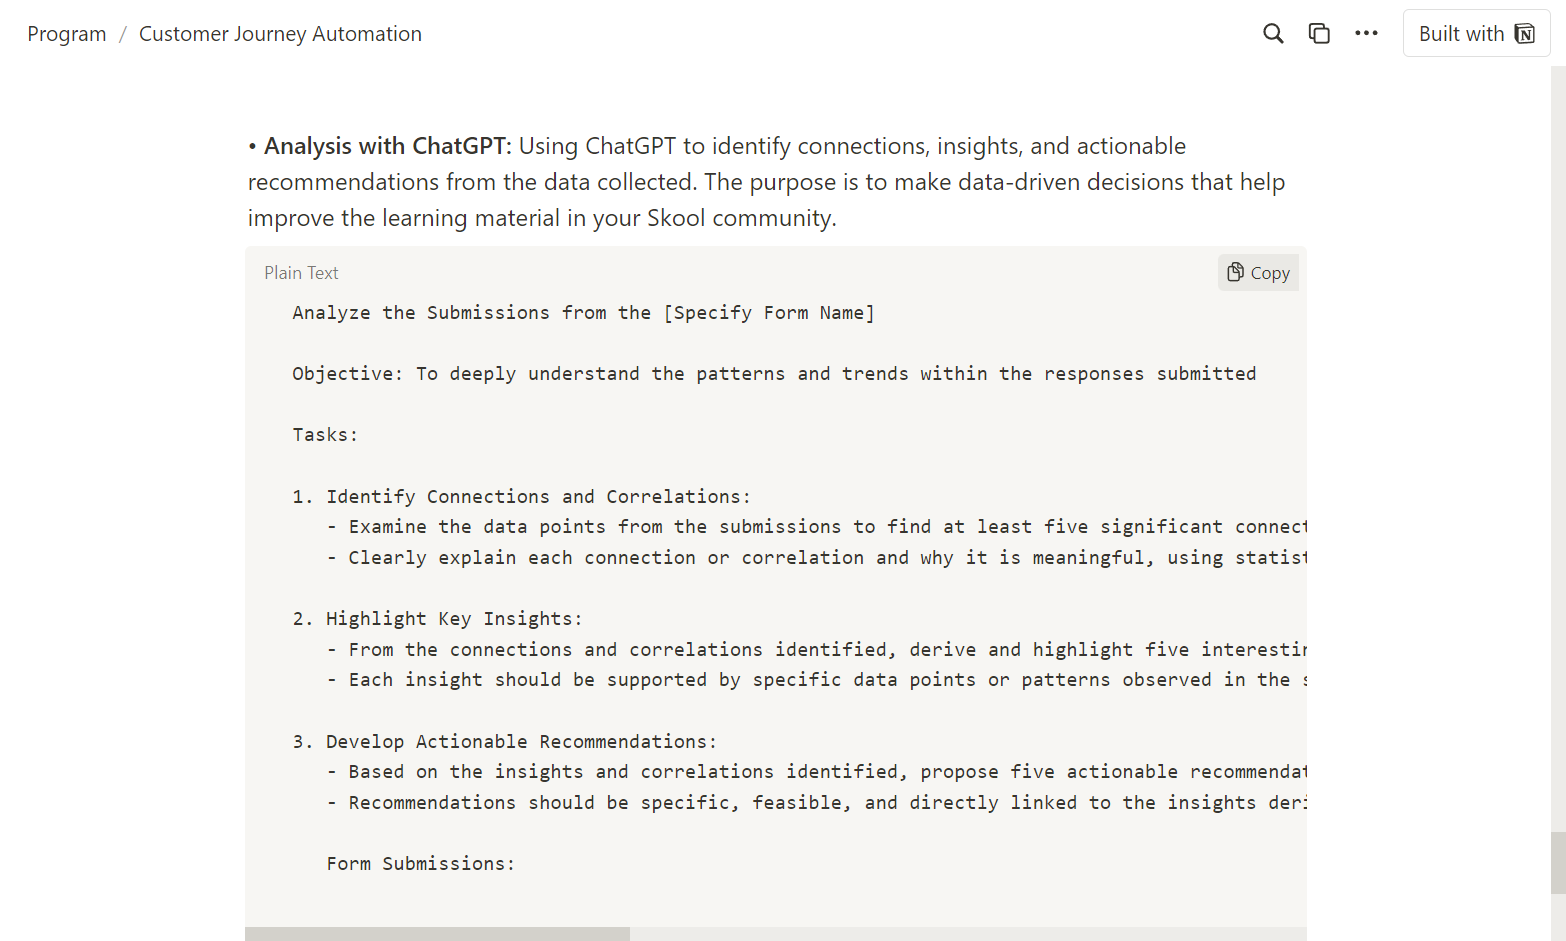 Program / Customer Journey Automation
Built with
• Analysis with ChatGPT: Using ChatGPT to identify connections, insights, and actionable
recommendations from the data collected. The purpose is to make data-driven decisions that help
improve the learning material in your Skool community.
Plain Text
Copy
Analyze the Submissions from the [Specify Form Name]
Objective: To deeply understand the patterns and trends within the responses submitted
Tasks:
1. Identify Connections and Correlations:
- Examine the data points from the submissions to find at least five significant
- Clearly explain each connection or correlation and why it is meaningful, using
2. Highlight Key Insights:
- From the connections and correlations identified, derive and highlight five
- Each insight should be supported by specific data points or patterns observed in the
3. Develop Actionable Recommendations:
- Based on the insights and correlations identified, propose five actionable
- Recommendations should be specific, feasible, and directly linked to the insights
Form Submissions: